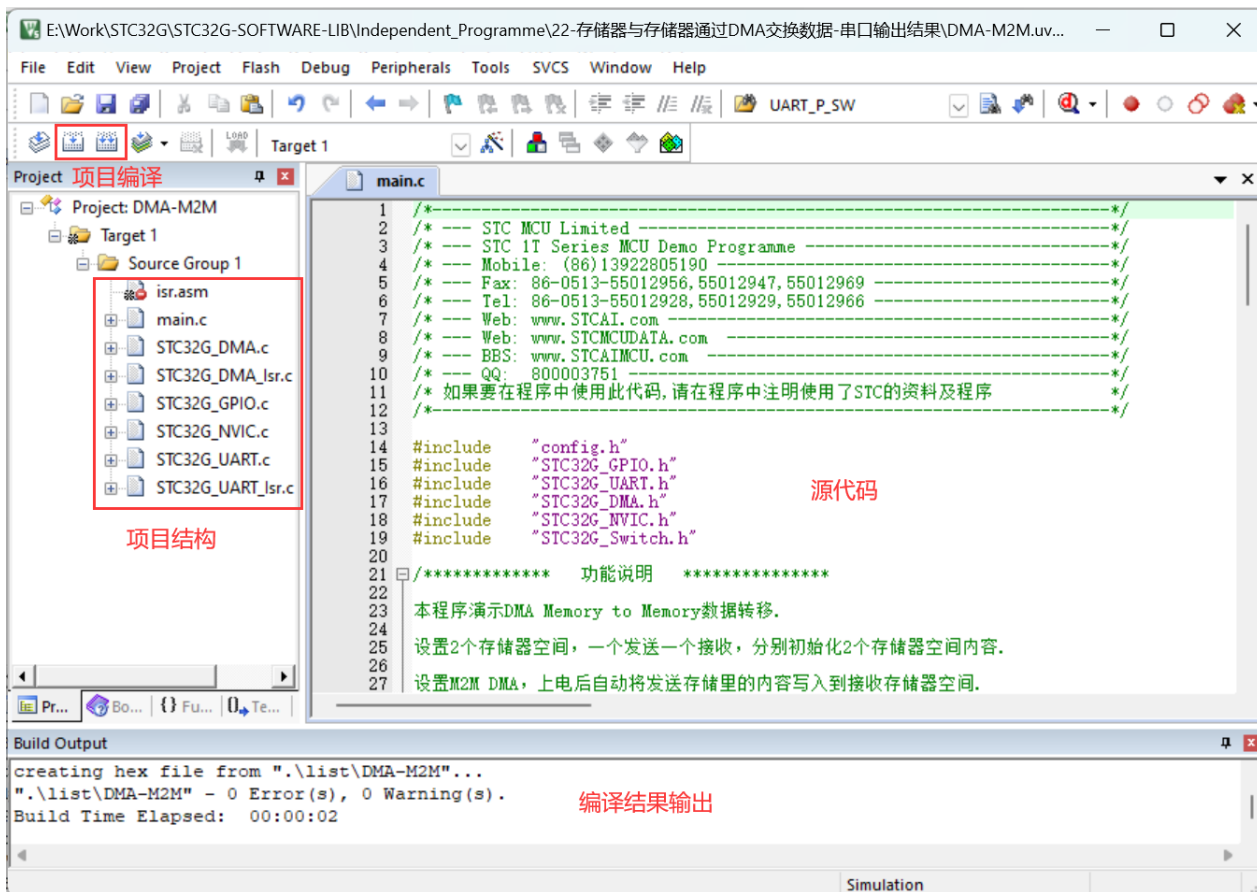 E:\Work\STC32G\STC32G-SOFTWARE-LIB\Independent_Programme\22-存储器与存储器通过DMA交换数据-串口输出结果\DMA-M2M.uv...
File Edit View Project Flash Debug Peripherals Tools SVCS Window Help
UART_P_SW
LOAD
Target 1
Project 项目编译
main.c
Project: DMA-M2M
Target 1
Source Group 1
isr.asm
main.c
STC32G_DMA.c
STC32G_DMA_Isr.c
STC32G_GPIO.c
STC32G_NVIC.c
STC32G_UART.c
STC32G_UART_Isr.c
项目结构
1 /*---------------------------------------------------------------------*/
2 /* --- STC MCU Limited ------------------------------------------------*/
3 /* --- STC 1T Series MCU Demo Programme -------------------------------*/
4 /* --- Mobile: (86)13922805190 ----------------------------------------*/
5 /* --- Fax: 86-0513-55012956,55012947,55012969 ------------------------*/
6 /* --- Tel: 86-0513-55012928,55012929,55012966 ------------------------*/
7 /* --- Web: www.STCAI.com ---------------------------------------------*/
8 /* --- Web: www.STCMCUDATA.com ---------------------------------------*/
9 /* --- BBS: www.STCAIMCU.com -----------------------------------------*/
10 /* --- QQ: 800003751 -------------------------------------------------*/
11 /* 如果要在程序中使用此代码,请在程序中注明使用了STC的资料及程序 */
12 /*---------------------------------------------------------------------*/
13
14 #include "config.h"
15 #include "STC32G_GPIO.h"
16 #include "STC32G_UART.h"
17 #include "STC32G_DMA.h"
18 #include "STC32G_NVIC.h"
19 #include "STC32G_Switch.h"
源代码
20
21 /************* 功能说明 ***************
22
23 本程序演示DMA Memory to Memory数据转移.
24
25 设置2个存储器空间，一个发送一个接收，分别初始化2个存储器空间内容.
26
27 设置M2M DMA，上电后自动将发送存储里的内容写入到接收存储器空间.
Pr... Bo... {} Fu... Te...
Build Output
creating hex file from ".\list\DMA-M2M"...
".\list\DMA-M2M" - 0 Error(s), 0 Warning(s).
Build Time Elapsed: 00:00:02
编译结果输出
Simulation